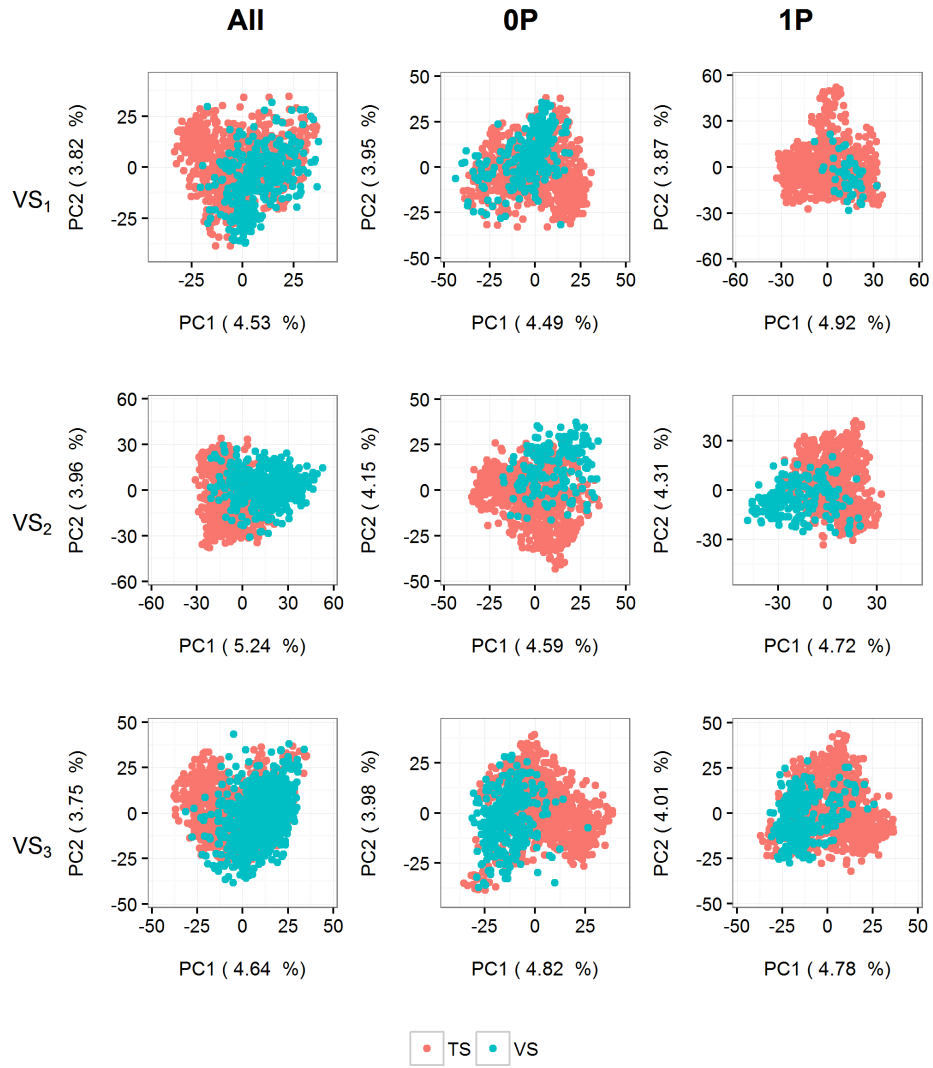 All 0P 1P
VS1
PC2 ( 3.82 %)
25
0
-25
-25 0 25
PC1 ( 4.53 %)
PC2 ( 3.95 %)
50
25
0
-25
-50
-50 -25 0 25 50
PC1 ( 4.49 %)
PC2 ( 3.87 %)
60
30
0
-30
-60
-60 -30 0 30 60
PC1 ( 4.92 %)
VS2
PC2 ( 3.96 %)
60
30
0
-30
-60
-60 -30 0 30 60
PC1 ( 5.24 %)
PC2 ( 4.15 %)
50
25
0
-25
-50
-50 -25 0 25 50
PC1 ( 4.59 %)
PC2 ( 4.31 %)
30
0
-30
-30 0 30
PC1 ( 4.72 %)
VS3
PC2 ( 3.75 %)
50
25
0
-25
-50
-50 -25 0 25 50
PC1 ( 4.64 %)
PC2 ( 3.98 %)
25
0
-25
-25 0 25
PC1 ( 4.82 %)
PC2 ( 4.01 %)
50
25
0
-25
-50
-50 -25 0 25 50
PC1 ( 4.78 %)
TS VS